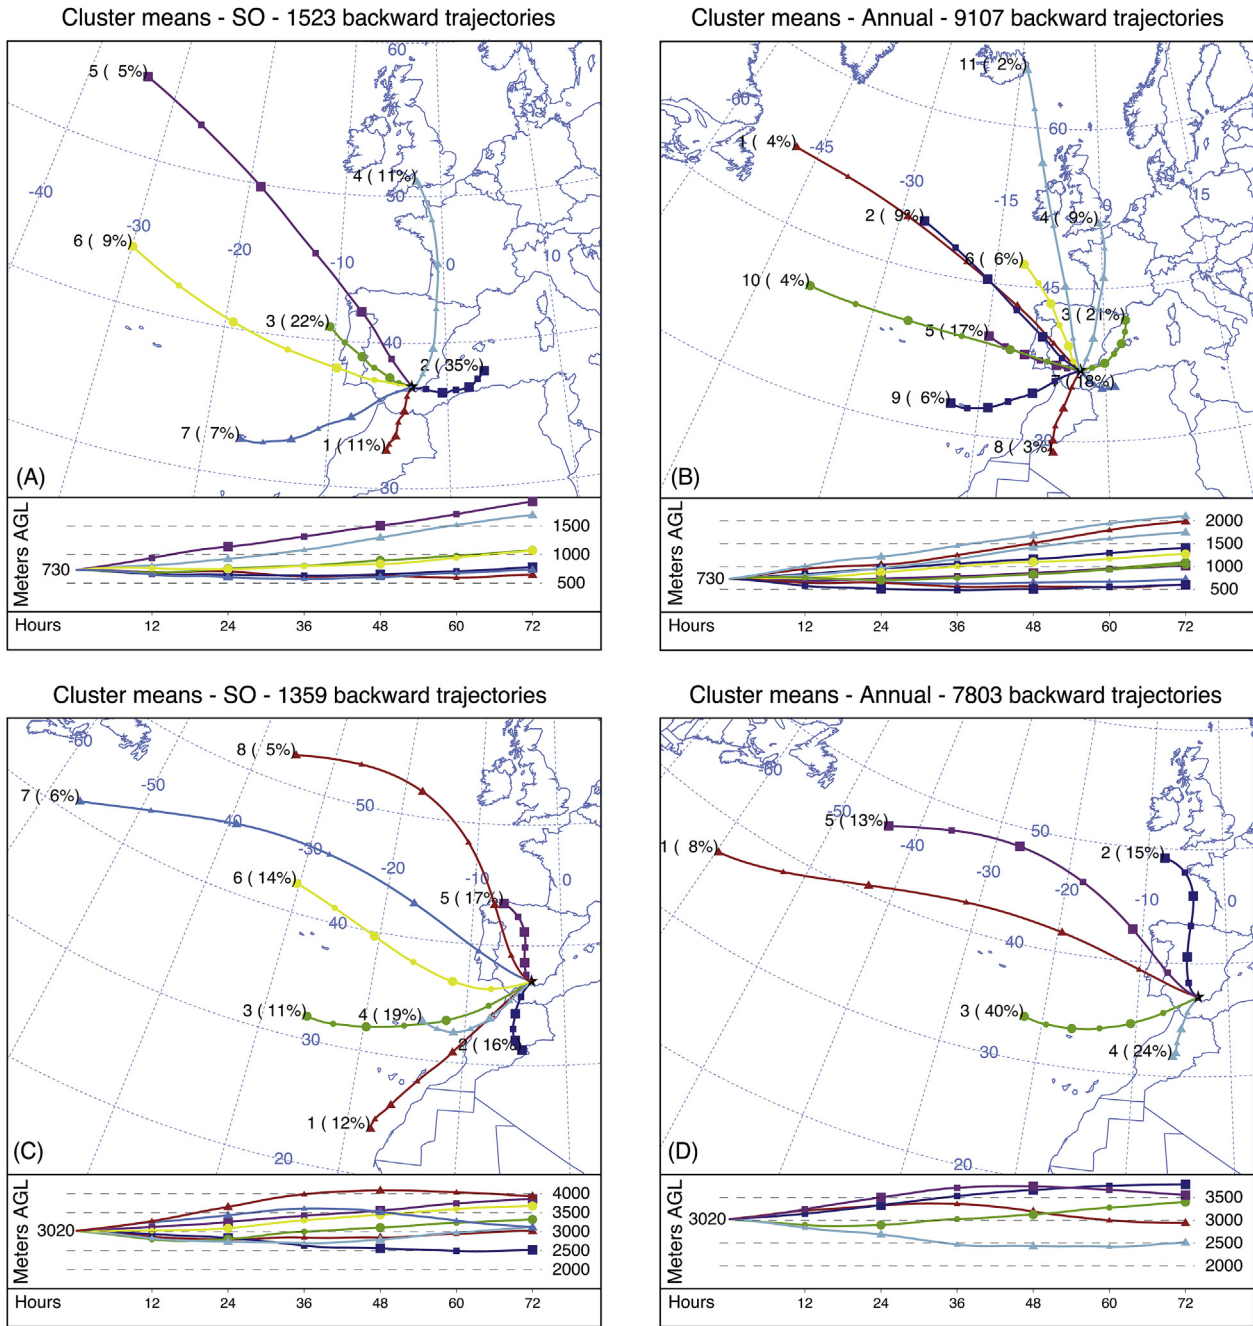 Cluster means - SO - 1523 backward trajectories
60
5 ( 5%)
4 ( 11%)
-40
30
-30
6 ( 9%)
-20
-10
0
10
3 ( 22%)
40
2 ( 35%)
7 ( 7%)
1 ( 11%)
(A)
30
Meters AGL
1500
1000
730
500
Hours
12
24
36
48
60
72
Cluster means - Annual - 9107 backward trajectories
11 ( 2%)
-60
60
1 ( 4%)
-45
-30
-15
15
0
2 ( 9%)
4 ( 9%)
6 ( 6%)
10 ( 4%)
45
3 ( 21%)
5 ( 17%)
7 ( 18%)
9 ( 6%)
30
8 ( 3%)
(B)
Meters AGL
2000
1500
1000
730
500
Hours
12
24
36
48
60
72
Cluster means - SO - 1359 backward trajectories
-60
8 ( 5%)
-50
7 ( 6%)
50
-40
-30
-20
-10
0
6 ( 14%)
5 ( 17%)
40
3 ( 11%)
4 ( 19%)
30
2 ( 16%)
1 ( 12%)
(C)
20
Meters AGL
4000
3500
3020
3000
2500
2000
Hours
12
24
36
48
60
72
Cluster means - Annual - 7803 backward trajectories
-60
-50
5 ( 13%)
50
1 ( 8%)
-40
2 ( 15%)
-30
-20
-10
0
40
3 ( 40%)
30
4 ( 24%)
(D)
20
Meters AGL
3500
3020
3000
2500
Hours
12
24
36
48
60
72